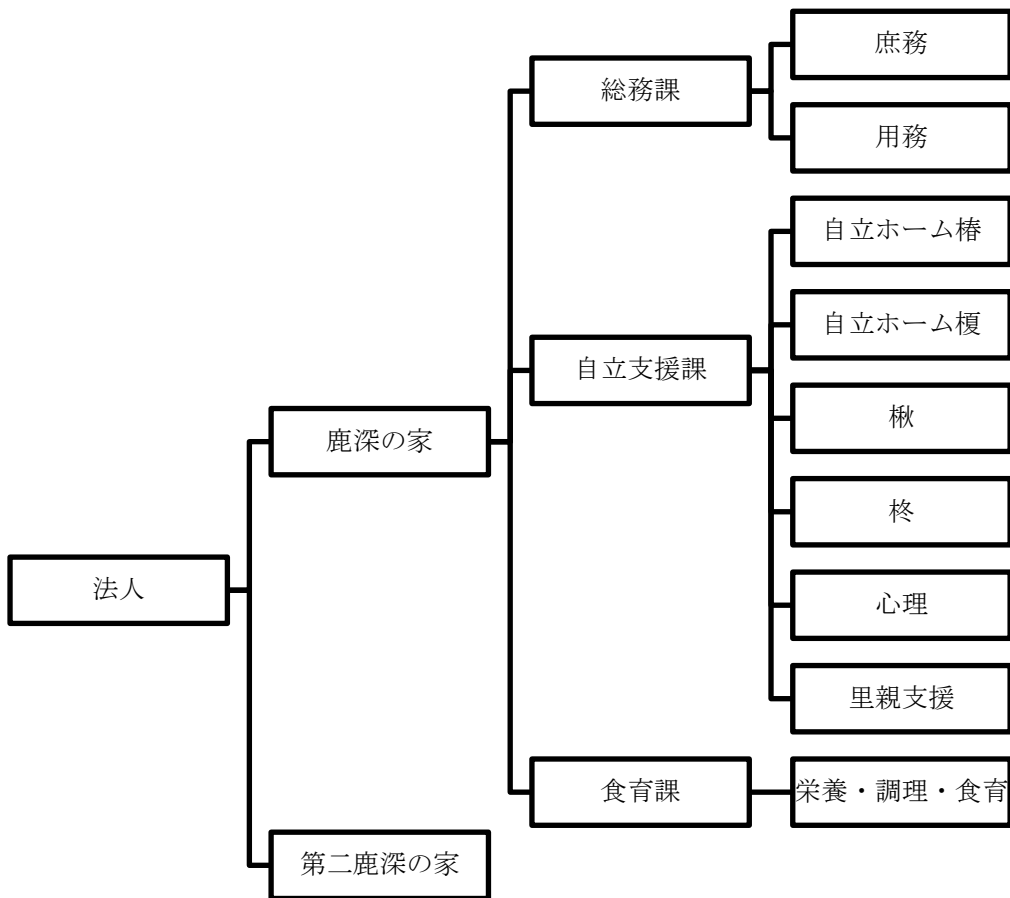 庶務
総務課
用務
自立ホーム椿
自立ホーム榎
自立支援課
楸
鹿深の家
柊
法人
心理
里親支援
食育課
栄養・調理・食育
第二鹿深の家